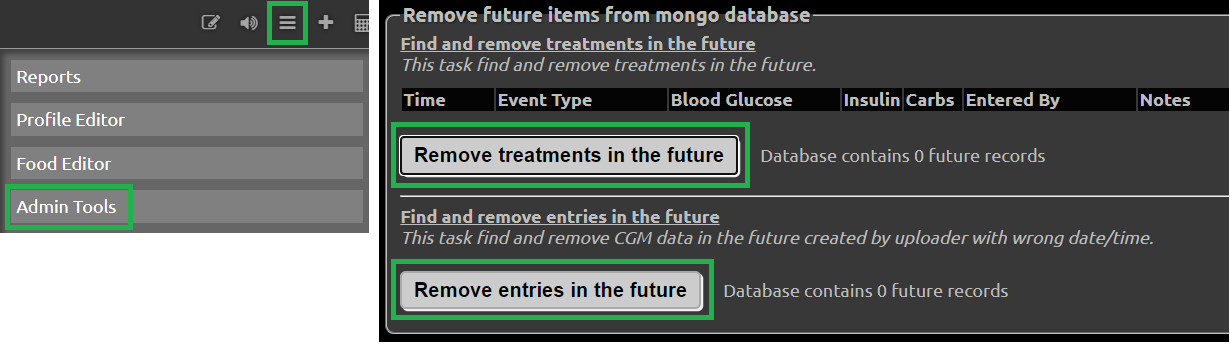 Reports
Profile Editor
Food Editor
Admin Tools
Remove future items from mongo database
Find and remove treatments in the future
This task find and remove treatments in the future.
Time Event Type Blood Glucose Insulin Carbs Entered By Notes
Remove treatments in the future Database contains 0 future records
Find and remove entries in the future
This task find and remove CGM data in the future created by uploader with wrong date/time.
Remove entries in the future Database contains 0 future records